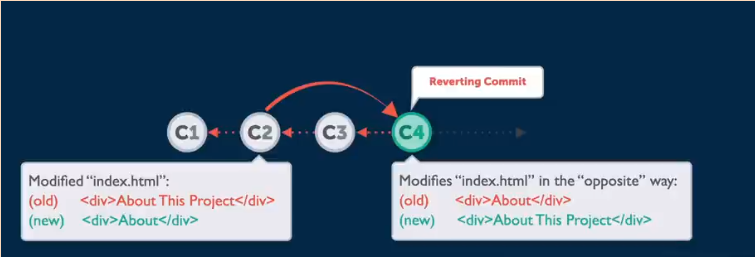 Reverting Commit
C1
C2
C3
C4
Modified “index.html”:
(old) <div>About This Project</div>
(new) <div>About</div>
Modifies “index.html” in the “opposite” way:
(old) <div>About</div>
(new) <div>About This Project</div>